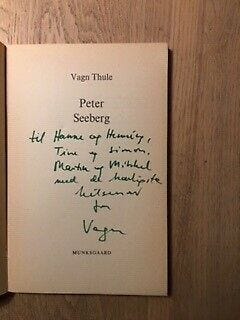 Vagn Thule
Peter
Seeberg
til Hanne og Henning,
Tine og Simon,
Martin og Mikkel
med de hjerteligste
hilsener
fra
Vagn
MUNKSGAARD